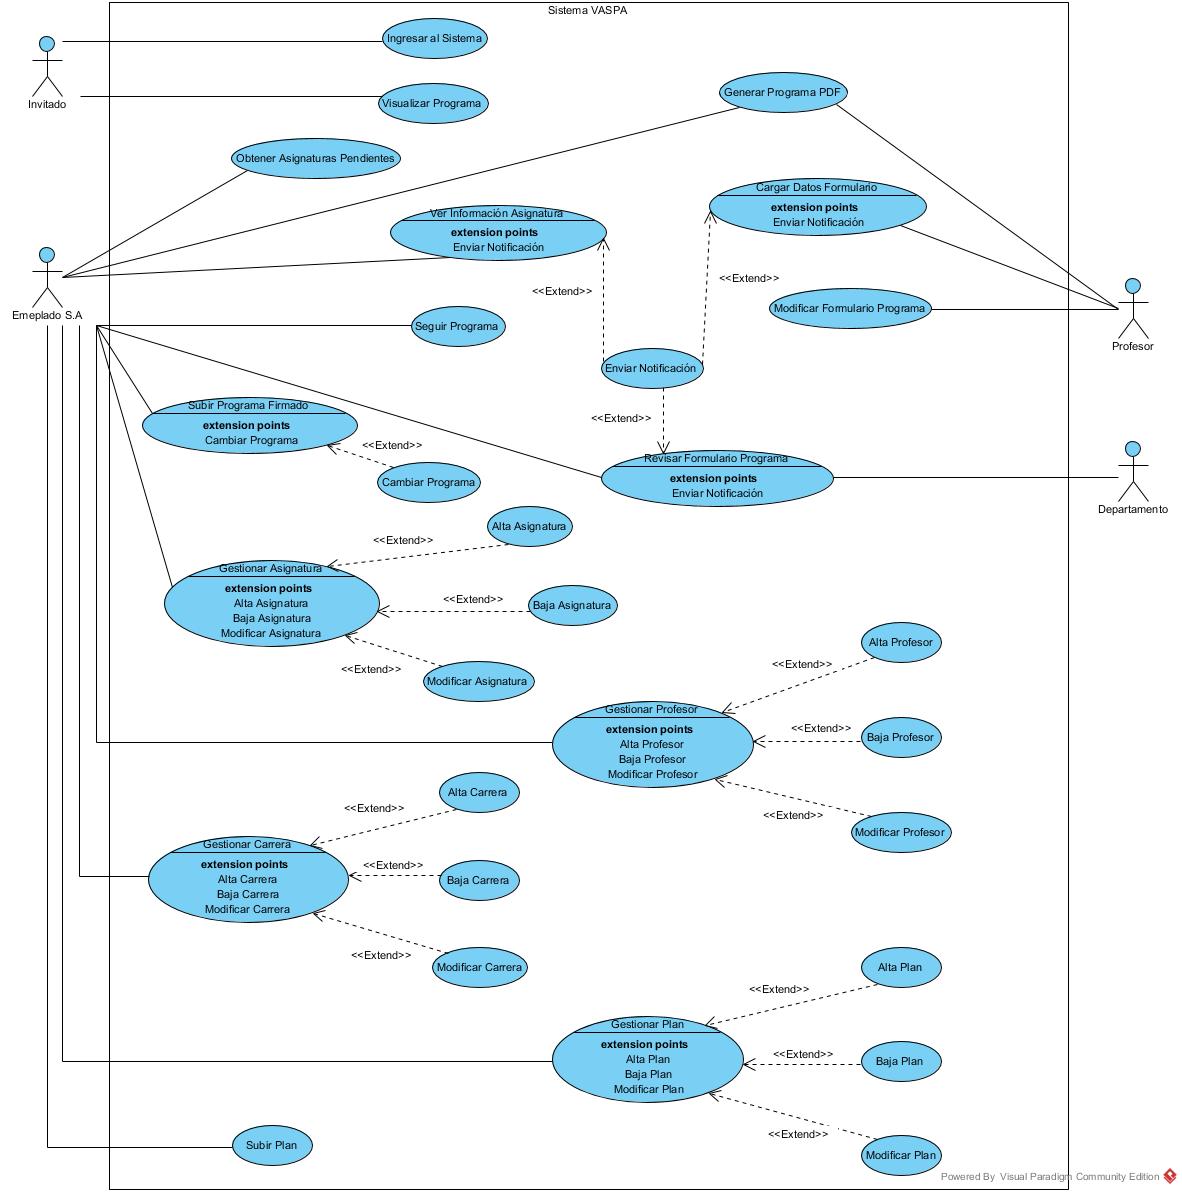 Sistema VASPA
Ingresar al Sistema
Invitado
Visualizar Programa
Generar Programa PDF
Obtener Asignaturas Pendientes
Cargar Datos Formulario
extension points
Enviar Notificación
Ver Información Asignatura
extension points
Enviar Notificación
<<Extend>>
<<Extend>>
Emeplado S.A
Modificar Formulario Programa
Profesor
Seguir Programa
Enviar Notificación
<<Extend>>
Subir Programa Firmado
extension points
Cambiar Programa
<<Extend>>
Cambiar Programa
Revisar Formulario Programa
extension points
Enviar Notificación
Departamento
Alta Asignatura
<<Extend>>
Gestionar Asignatura
extension points
Alta Asignatura
Baja Asignatura
Modificar Asignatura
<<Extend>>
Baja Asignatura
<<Extend>>
Modificar Asignatura
Alta Profesor
<<Extend>>
Gestionar Profesor
extension points
Alta Profesor
Baja Profesor
Modificar Profesor
<<Extend>>
Baja Profesor
<<Extend>>
Modificar Profesor
Alta Carrera
<<Extend>>
Gestionar Carrera
extension points
Alta Carrera
Baja Carrera
Modificar Carrera
<<Extend>>
Baja Carrera
<<Extend>>
Modificar Carrera
Alta Plan
<<Extend>>
Gestionar Plan
extension points
Alta Plan
Baja Plan
Modificar Plan
<<Extend>>
Baja Plan
<<Extend>>
Modificar Plan
Subir Plan
Powered By Visual Paradigm Community Edition